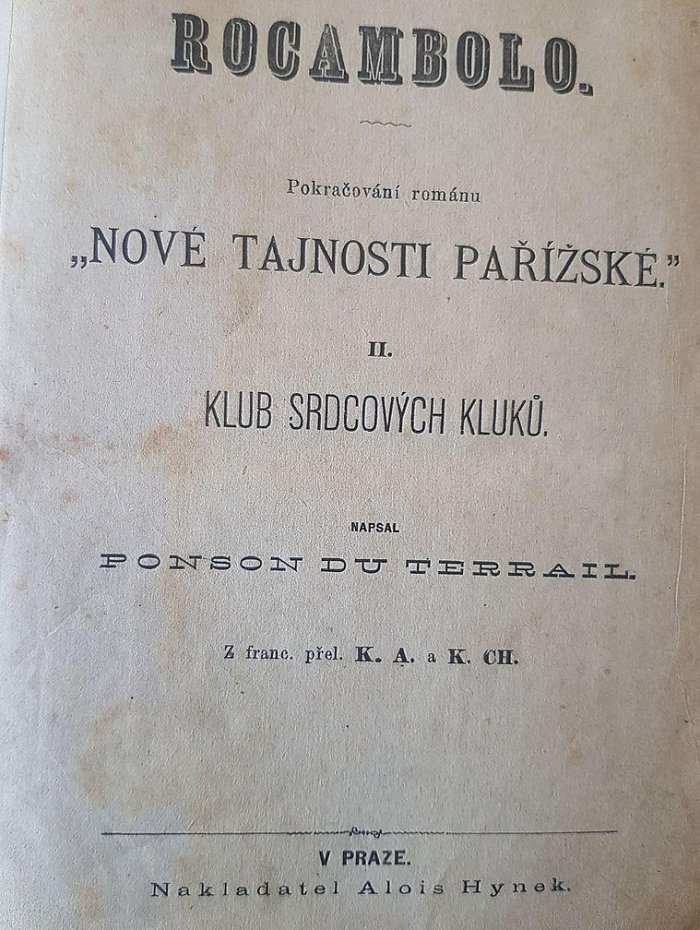 ROCAMBOLO.
Pokračování románu
„NOVÉ TAJNOSTI PAŘÍŽSKÉ.”
II.
KLUB SRDCOVÝCH KLUKŮ.
NAPSAL
PONSON DU TERRAIL.
Z franc. přel. K. A. a K. CH.
V PRAZE.
Nakladatel Alois Hynek.